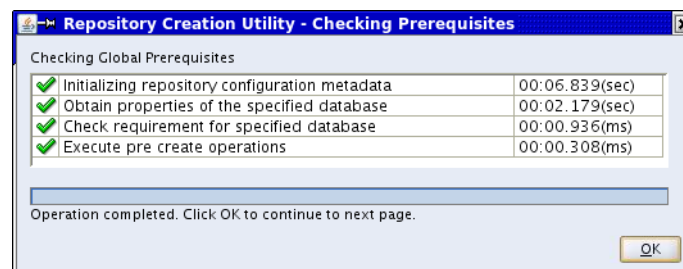 Repository Creation Utility - Checking Prerequisites
Checking Global Prerequisites
Initializing repository configuration metadata 00:06.839(sec)
Obtain properties of the specified database 00:02.179(sec)
Check requirement for specified database 00:00.936(ms)
Execute pre create operations 00:00.308(ms)
Operation completed. Click OK to continue to next page.
OK